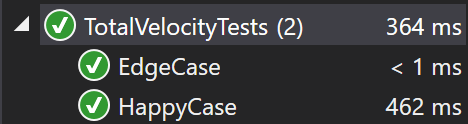 TotalVelocityTests (2) 364 ms
EdgeCase < 1 ms
HappyCase 462 ms